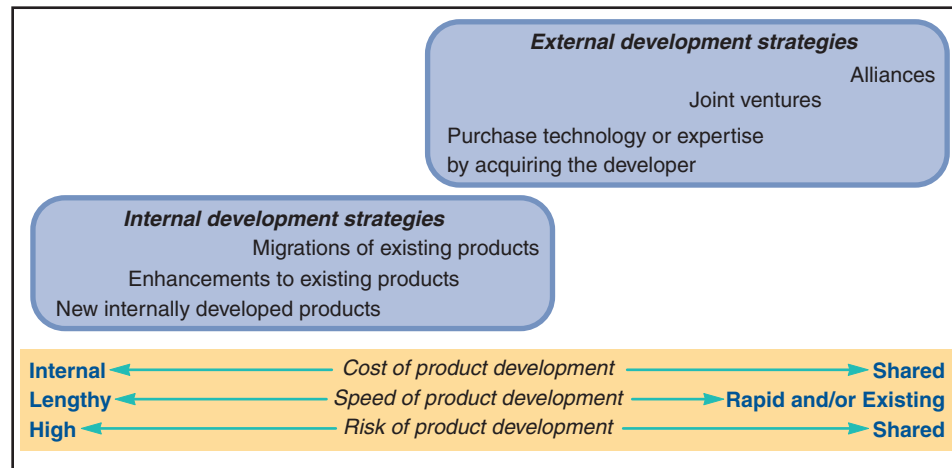 External development strategies
Alliances
Joint ventures
Purchase technology or expertise
by acquiring the developer
Internal development strategies
Migrations of existing products
Enhancements to existing products
New internally developed products
Internal Cost of product development Shared
Lengthy Speed of product development Rapid and/or Existing
High Risk of product development Shared